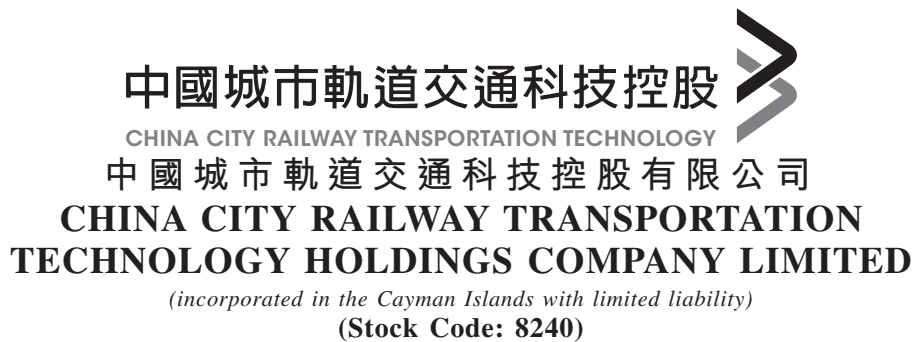 中國城市軌道交通科技控股
CHINA CITY RAILWAY TRANSPORTATION TECHNOLOGY
中國城市軌道交通科技控股有限公司
CHINA CITY RAILWAY TRANSPORTATION
TECHNOLOGY HOLDINGS COMPANY LIMITED
(incorporated in the Cayman Islands with limited liability)
(Stock Code: 8240)